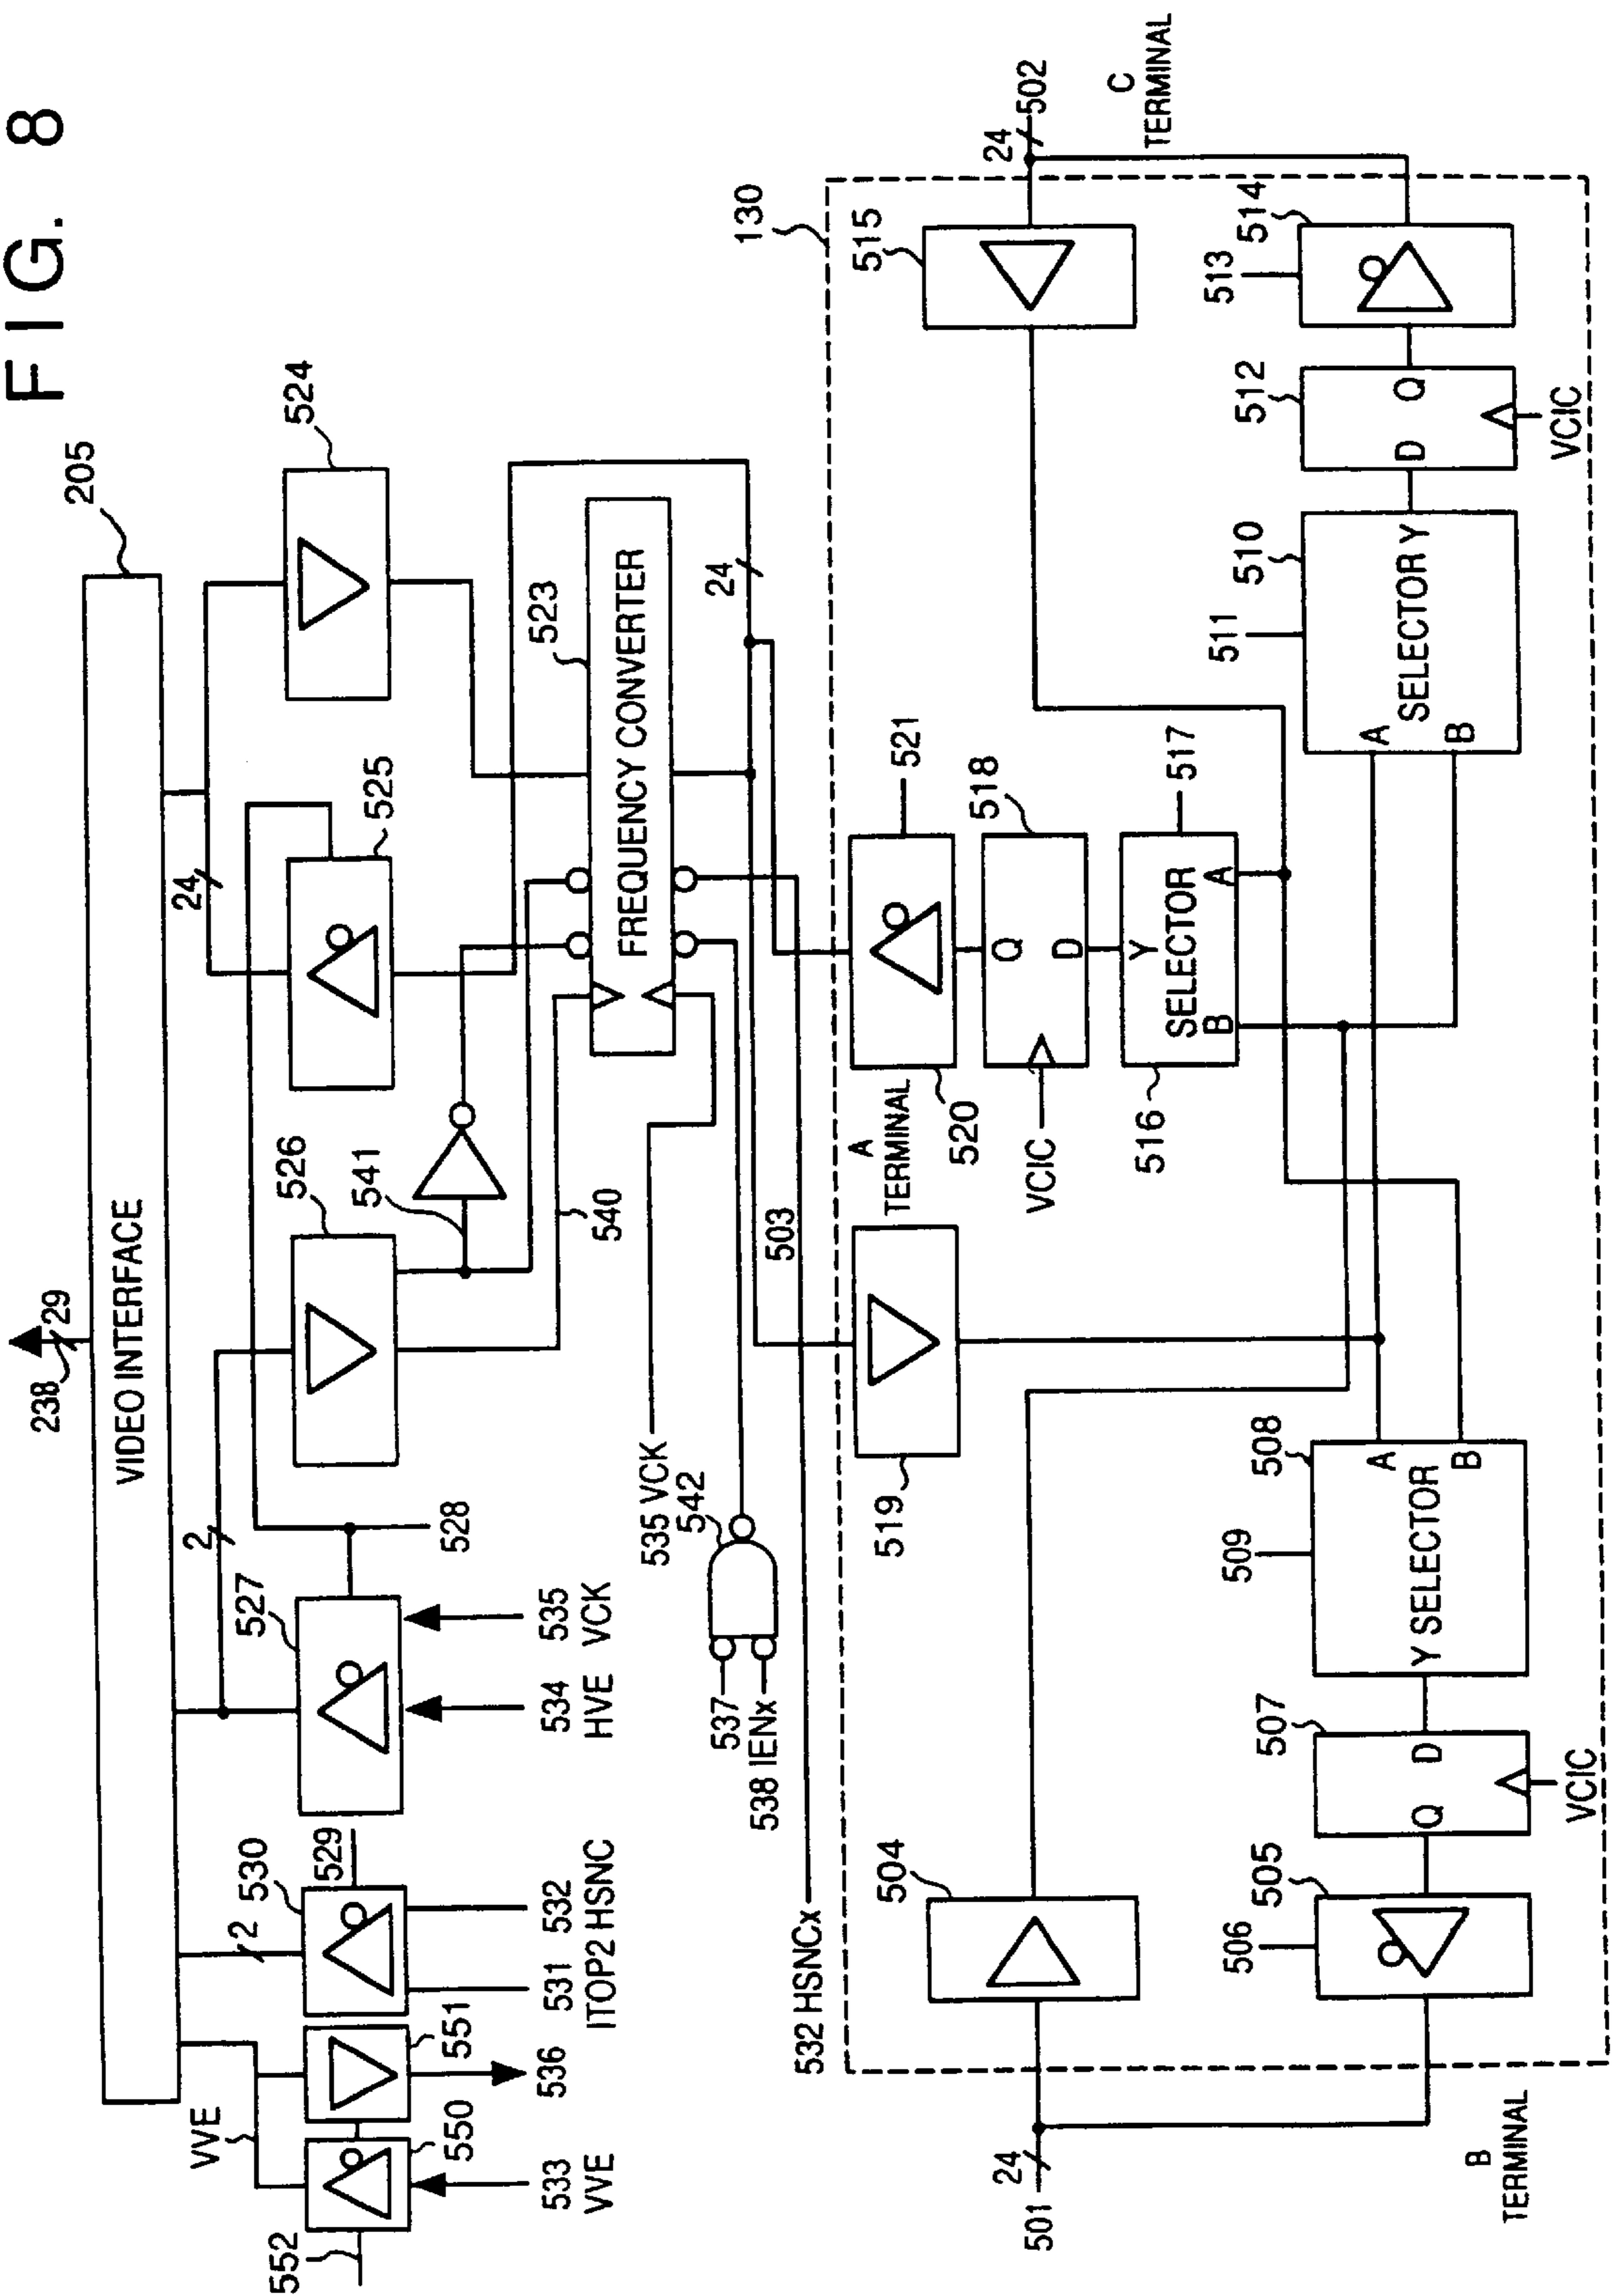 FIG. 8
238
29
205
VIDEO INTERFACE
VVE
2
2
24
524
525
526
541
527
530
529
551
550
552
533
VVE
536
531
ITOP2
532
HSNC
534
HVE
535
VCK
528
540
523
FREQUENCY CONVERTER
24
535 VCK
542
537
538 IENx
532 HSNCx
503
130
A
TERMINAL
519
520
521
Q
D
518
VCIC
Y
SELECTOR
B
A
516
517
504
515
24
501
24
502
C
TERMINAL
B
TERMINAL
505
506
507
Q
D
VCIC
508
509
Y SELECTOR
A
B
510
511
A
B
SELECTORY
512
D
Q
VCIC
513
514